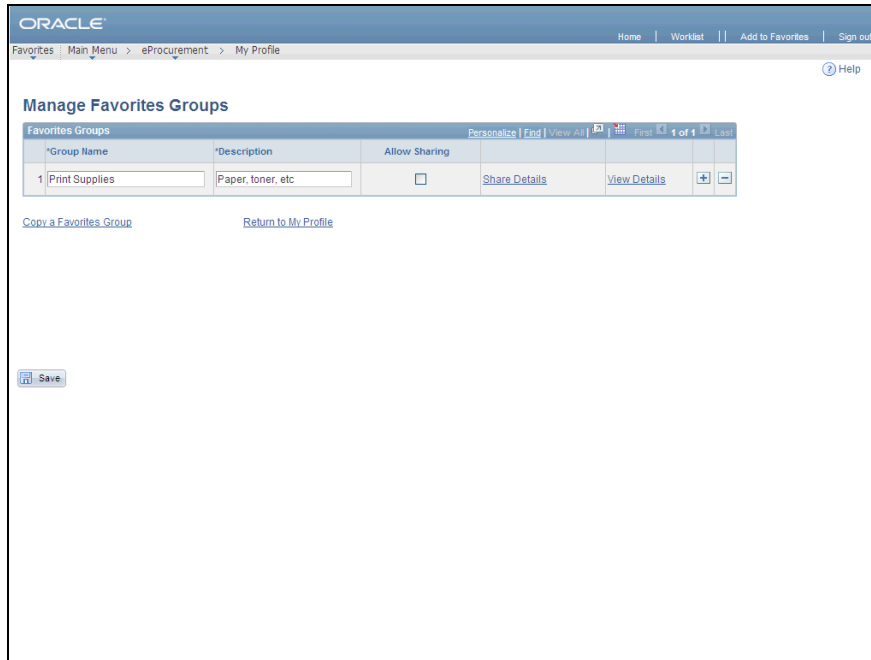 ORACLE
Home | Worklist || Add to Favorites | Sign out
Favorites | Main Menu > eProcurement > My Profile
? Help
Manage Favorites Groups
Favorites Groups Personalize | Find | View All | | First 1 of 1 Last
*Group Name *Description Allow Sharing
1 Print Supplies Paper, toner, etc Share Details View Details + -
Copy a Favorites Group Return to My Profile
Save